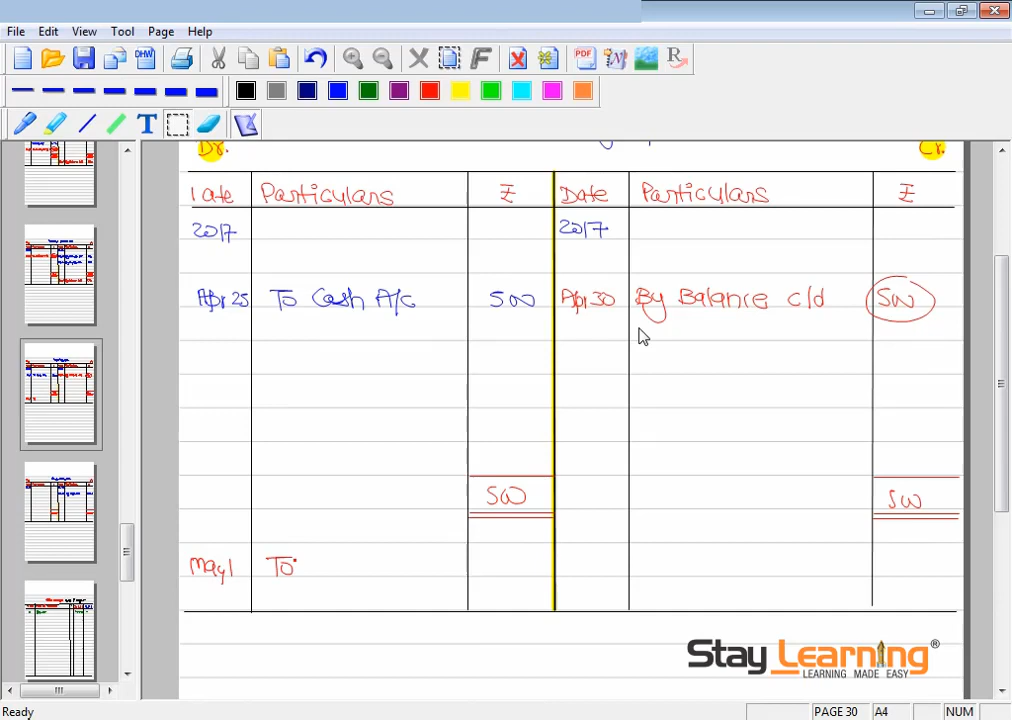 File Edit View Tool Page Help
Dr. Cr.
Date Particulars ₹ Date Particulars ₹
2017 2017
Apr 25 To Cash A/c 500 Apr 30 By Balance c/d 500
500 500
May 1 To
Stay Learning®
LEARNING MADE EASY
Ready PAGE 30 A4 NUM